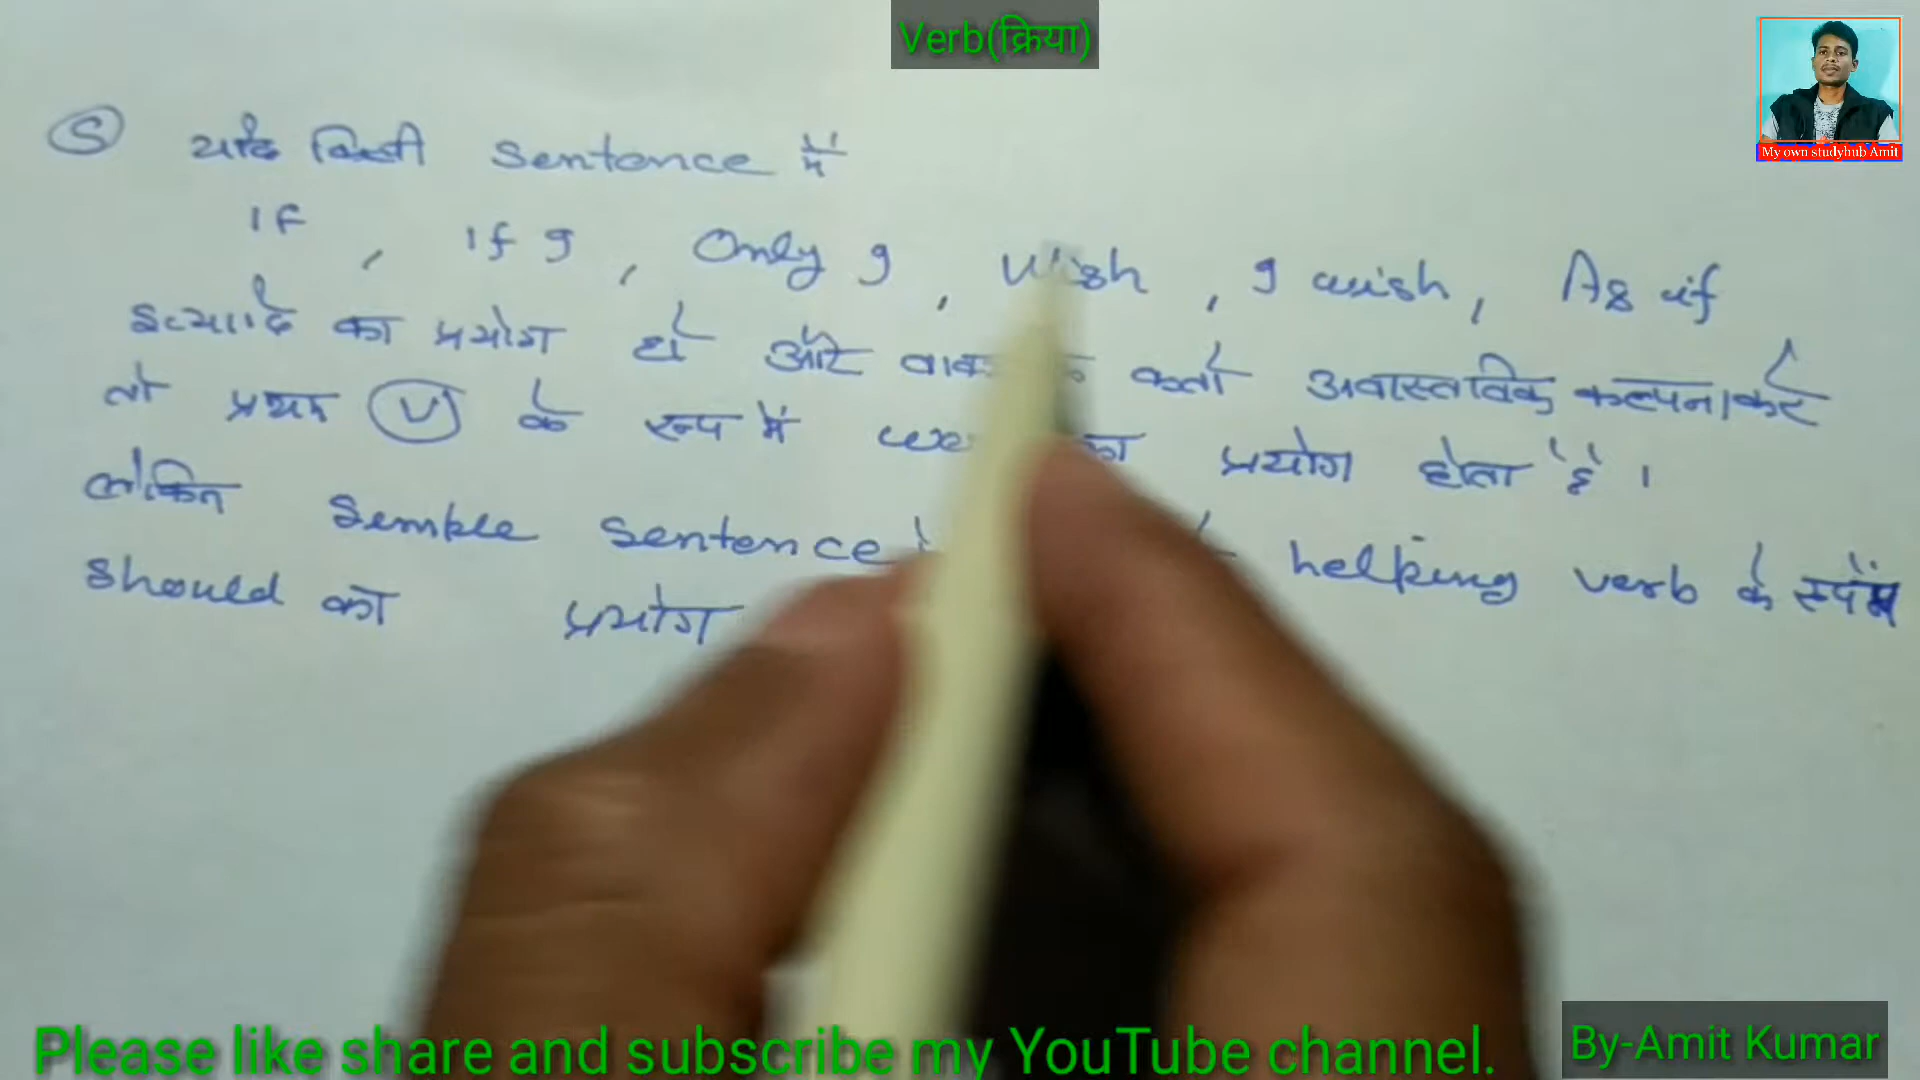 Verb(क्रिया)
My own studyhub Amit
5 यदि किसी sentence में
If , If I , Only I , Wish , I wish , As if
इत्यादि का प्रयोग हो और कर्ता अवास्तविक कल्पना करे
तो प्रथम V के रूप में का प्रयोग होता है ।
लेकिन Semble sentence helping verb के रूप में
should का प्रयोग
Please like share and subscribe my YouTube channel.
By-Amit Kumar